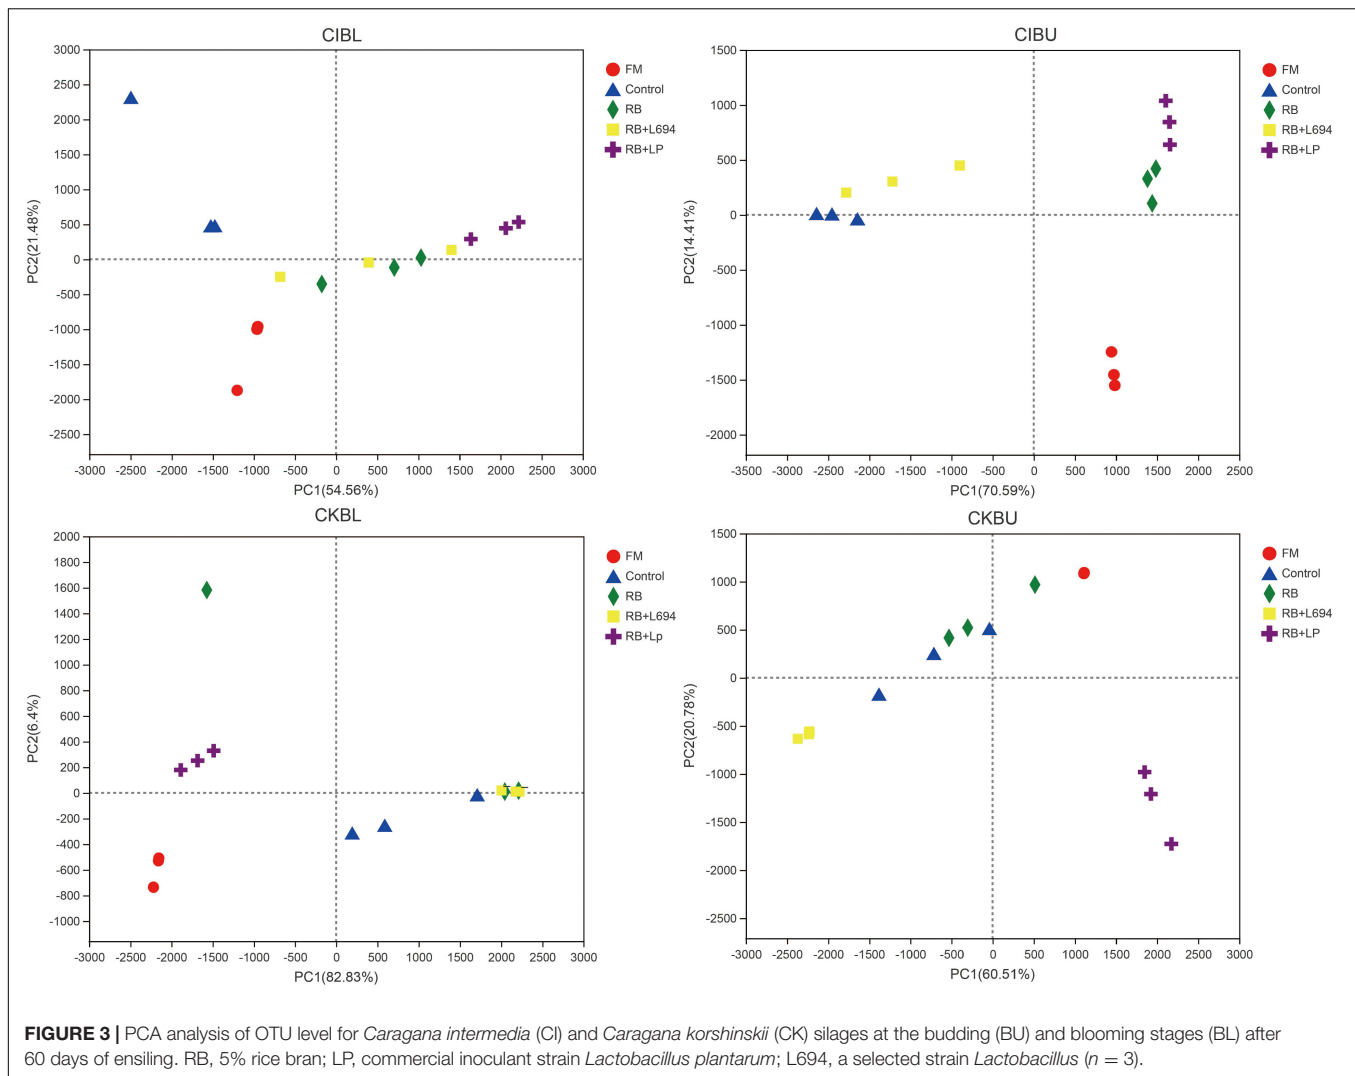 CIBL
3000
2500
2000
1500
1000
500
0
-500
-1000
-1500
-2000
-2500
PC2(21.48%)
-3000 -2500 -2000 -1500 -1000 -500 0 500 1000 1500 2000 2500 3000
PC1(54.56%)
FM
Control
RB
RB+L694
RB+LP
CIBU
1500
1000
500
0
-500
-1000
-1500
-2000
PC2(14.41%)
-3500 -3000 -2500 -2000 -1500 -1000 -500 0 500 1000 1500 2000 2500
PC1(70.59%)
FM
Control
RB
RB+L694
RB+LP
CKBL
2000
1800
1600
1400
1200
1000
800
600
400
200
0
-200
-400
-600
-800
-1000
PC2(6.4%)
-3000 -2500 -2000 -1500 -1000 -500 0 500 1000 1500 2000 2500 3000
PC1(82.83%)
FM
Control
RB
RB+L694
RB+Lp
CKBU
1500
1000
500
0
-500
-1000
-1500
-2000
-2500
PC2(20.78%)
-3000 -2500 -2000 -1500 -1000 -500 0 500 1000 1500 2000 2500 3000
PC1(60.51%)
FM
Control
RB
RB+L694
RB+LP
FIGURE 3 | PCA analysis of OTU level for Caragana intermedia (CI) and Caragana korshinskii (CK) silages at the budding (BU) and blooming stages (BL) after
60 days of ensiling. RB, 5% rice bran; LP, commercial inoculant strain Lactobacillus plantarum; L694, a selected strain Lactobacillus (n = 3).